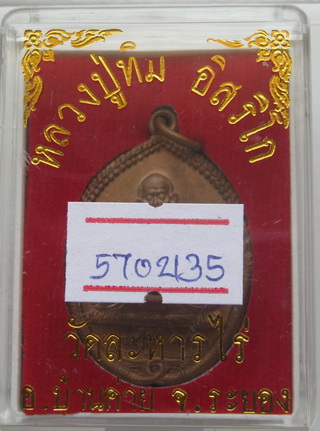 หลวงปู่ทิม อิสริโก
5702135
วัดละหารไร่
อ.บ้านค่าย จ.ระยอง